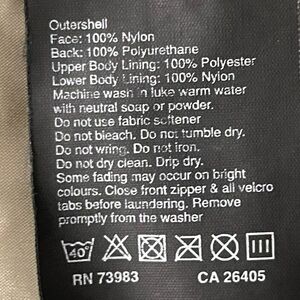 Outershell
Face: 100% Nylon
Back: 100% Polyurethane
Upper Body Lining: 100% Polyester
Lower Body Lining: 100% Nylon
Machine wash in luke warm water
with neutral soap or powder.
Do not use fabric softener
Do not bleach. Do not tumble dry.
Do not wring. Do not iron.
Do not dry clean. Drip dry.
Some fading may occur on bright
colours. Close front zipper & all velcro
tabs before laundering. Remove
promptly from the washer
40°
RN 73983 CA 26405